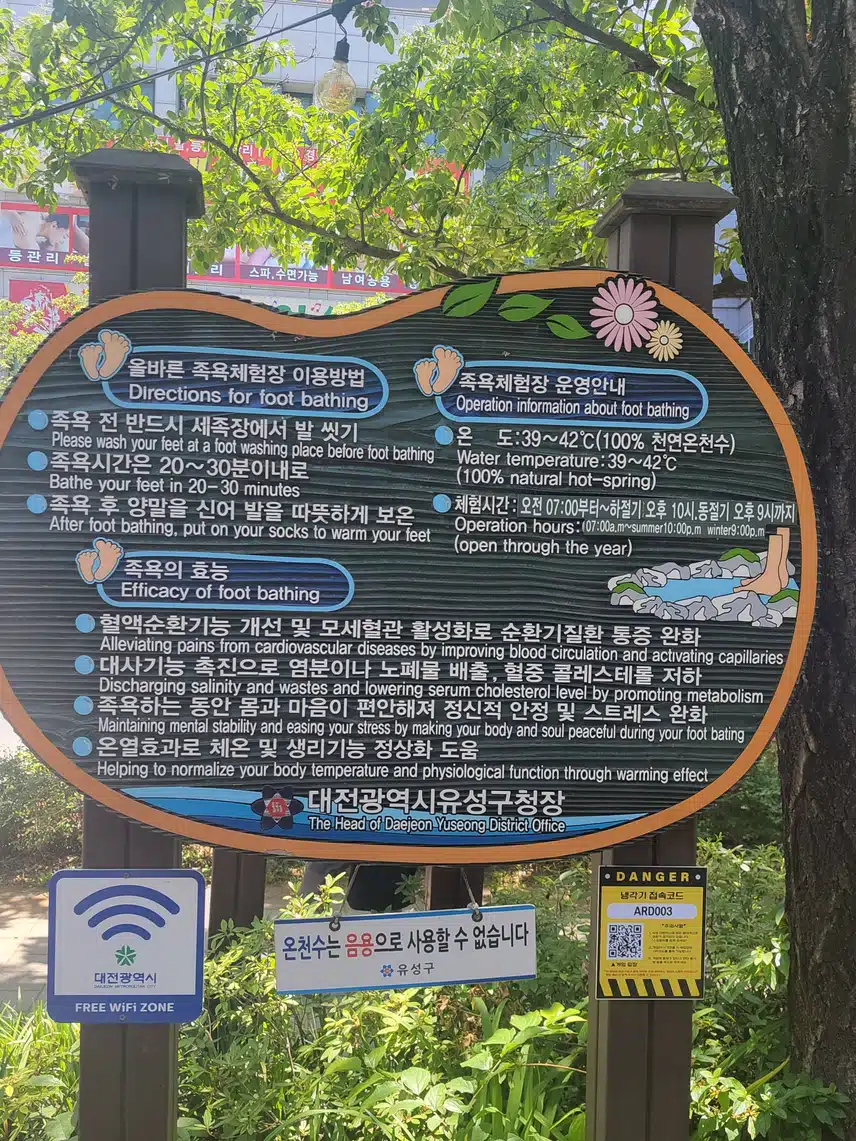 등관리
리
스파,수면가능
남여공용
올바른 족욕체험장 이용방법
Directions for foot bathing
족욕 전 반드시 세족장에서 발 씻기
Please wash your feet at a foot washing place before foot bathing
족욕시간은 20~30분이내로
Bathe your feet in 20-30 minutes
족욕 후 양말을 신어 발을 따뜻하게 보온
After foot bathing, put on your socks to warm your feet
족욕체험장 운영안내
Operation information about foot bathing
온 도:39~42℃(100% 천연온천수)
Water temperature:39~42℃
(100% natural hot-spring)
체험시간: 오전 07:00부터~하절기 오후 10시,동절기 오후 9시까지
Operation hours:(07:00a.m~summer10:00p.m winter9:00p.m
(open through the year)
족욕의 효능
Efficacy of foot bathing
혈액순환기능 개선 및 모세혈관 활성화로 순환기질환 통증 완화
Alleviating pains from cardiovascular diseases by improving blood circulation and activating capillaries
대사기능 촉진으로 염분이나 노폐물 배출, 혈중 콜레스테롤 저하
Discharging salinity and wastes and lowering serum cholesterol level by promoting metabolism
족욕하는 동안 몸과 마음이 편안해져 정신적 안정 및 스트레스 완화
Maintaining mental stability and easing your stress by making your body and soul peaceful during your foot bating
온열효과로 체온 및 생리기능 정상화 도움
Helping to normalize your body temperature and physiological function through warming effect
대전광역시유성구청장
The Head of Daejeon Yuseong District Office
대전광역시
DAEJEON METROPOLITAN CITY
FREE WiFi ZONE
온천수는 음용으로 사용할 수 없습니다
유성구
DANGER
냉각기 접속코드
ARD003